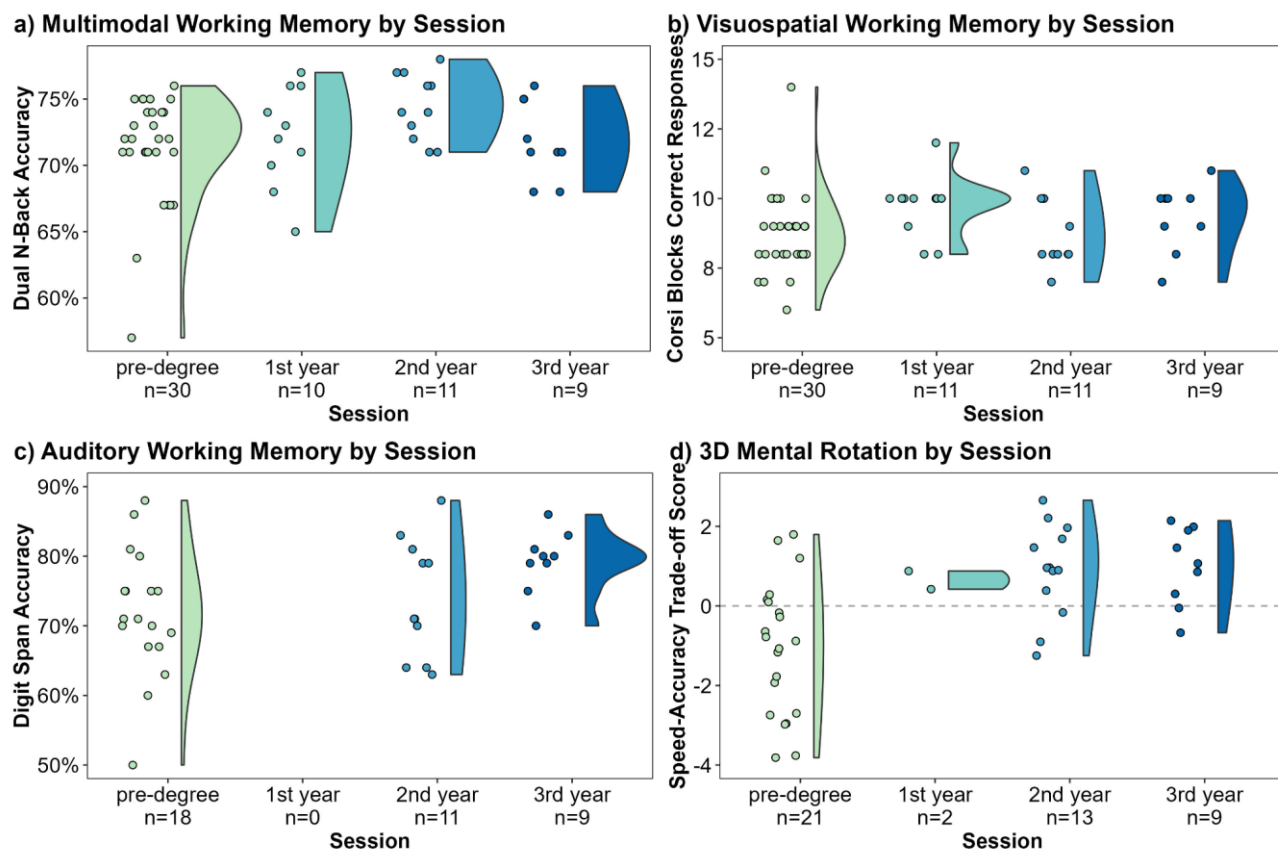 a) Multimodal Working Memory by Session
Dual N-Back Accuracy
75%
70%
65%
60%
pre-degree 1st year 2nd year 3rd year
n=30 n=10 n=11 n=9
Session
b) Visuospatial Working Memory by Session
Corsi Blocks Correct Responses
15
12
10
8
5
pre-degree 1st year 2nd year 3rd year
n=30 n=11 n=11 n=9
Session
c) Auditory Working Memory by Session
Digit Span Accuracy
90%
80%
70%
60%
50%
pre-degree 1st year 2nd year 3rd year
n=18 n=0 n=11 n=9
Session
d) 3D Mental Rotation by Session
Speed-Accuracy Trade-off Score
2
0
-2
-4
pre-degree 1st year 2nd year 3rd year
n=21 n=2 n=13 n=9
Session